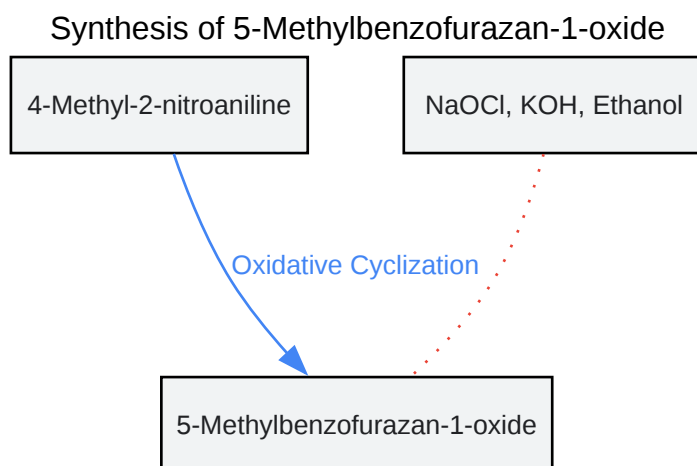 Synthesis of 5-Methylbenzofurazan-1-oxide
4-Methyl-2-nitroaniline
NaOCl, KOH, Ethanol
Oxidative Cyclization
5-Methylbenzofurazan-1-oxide